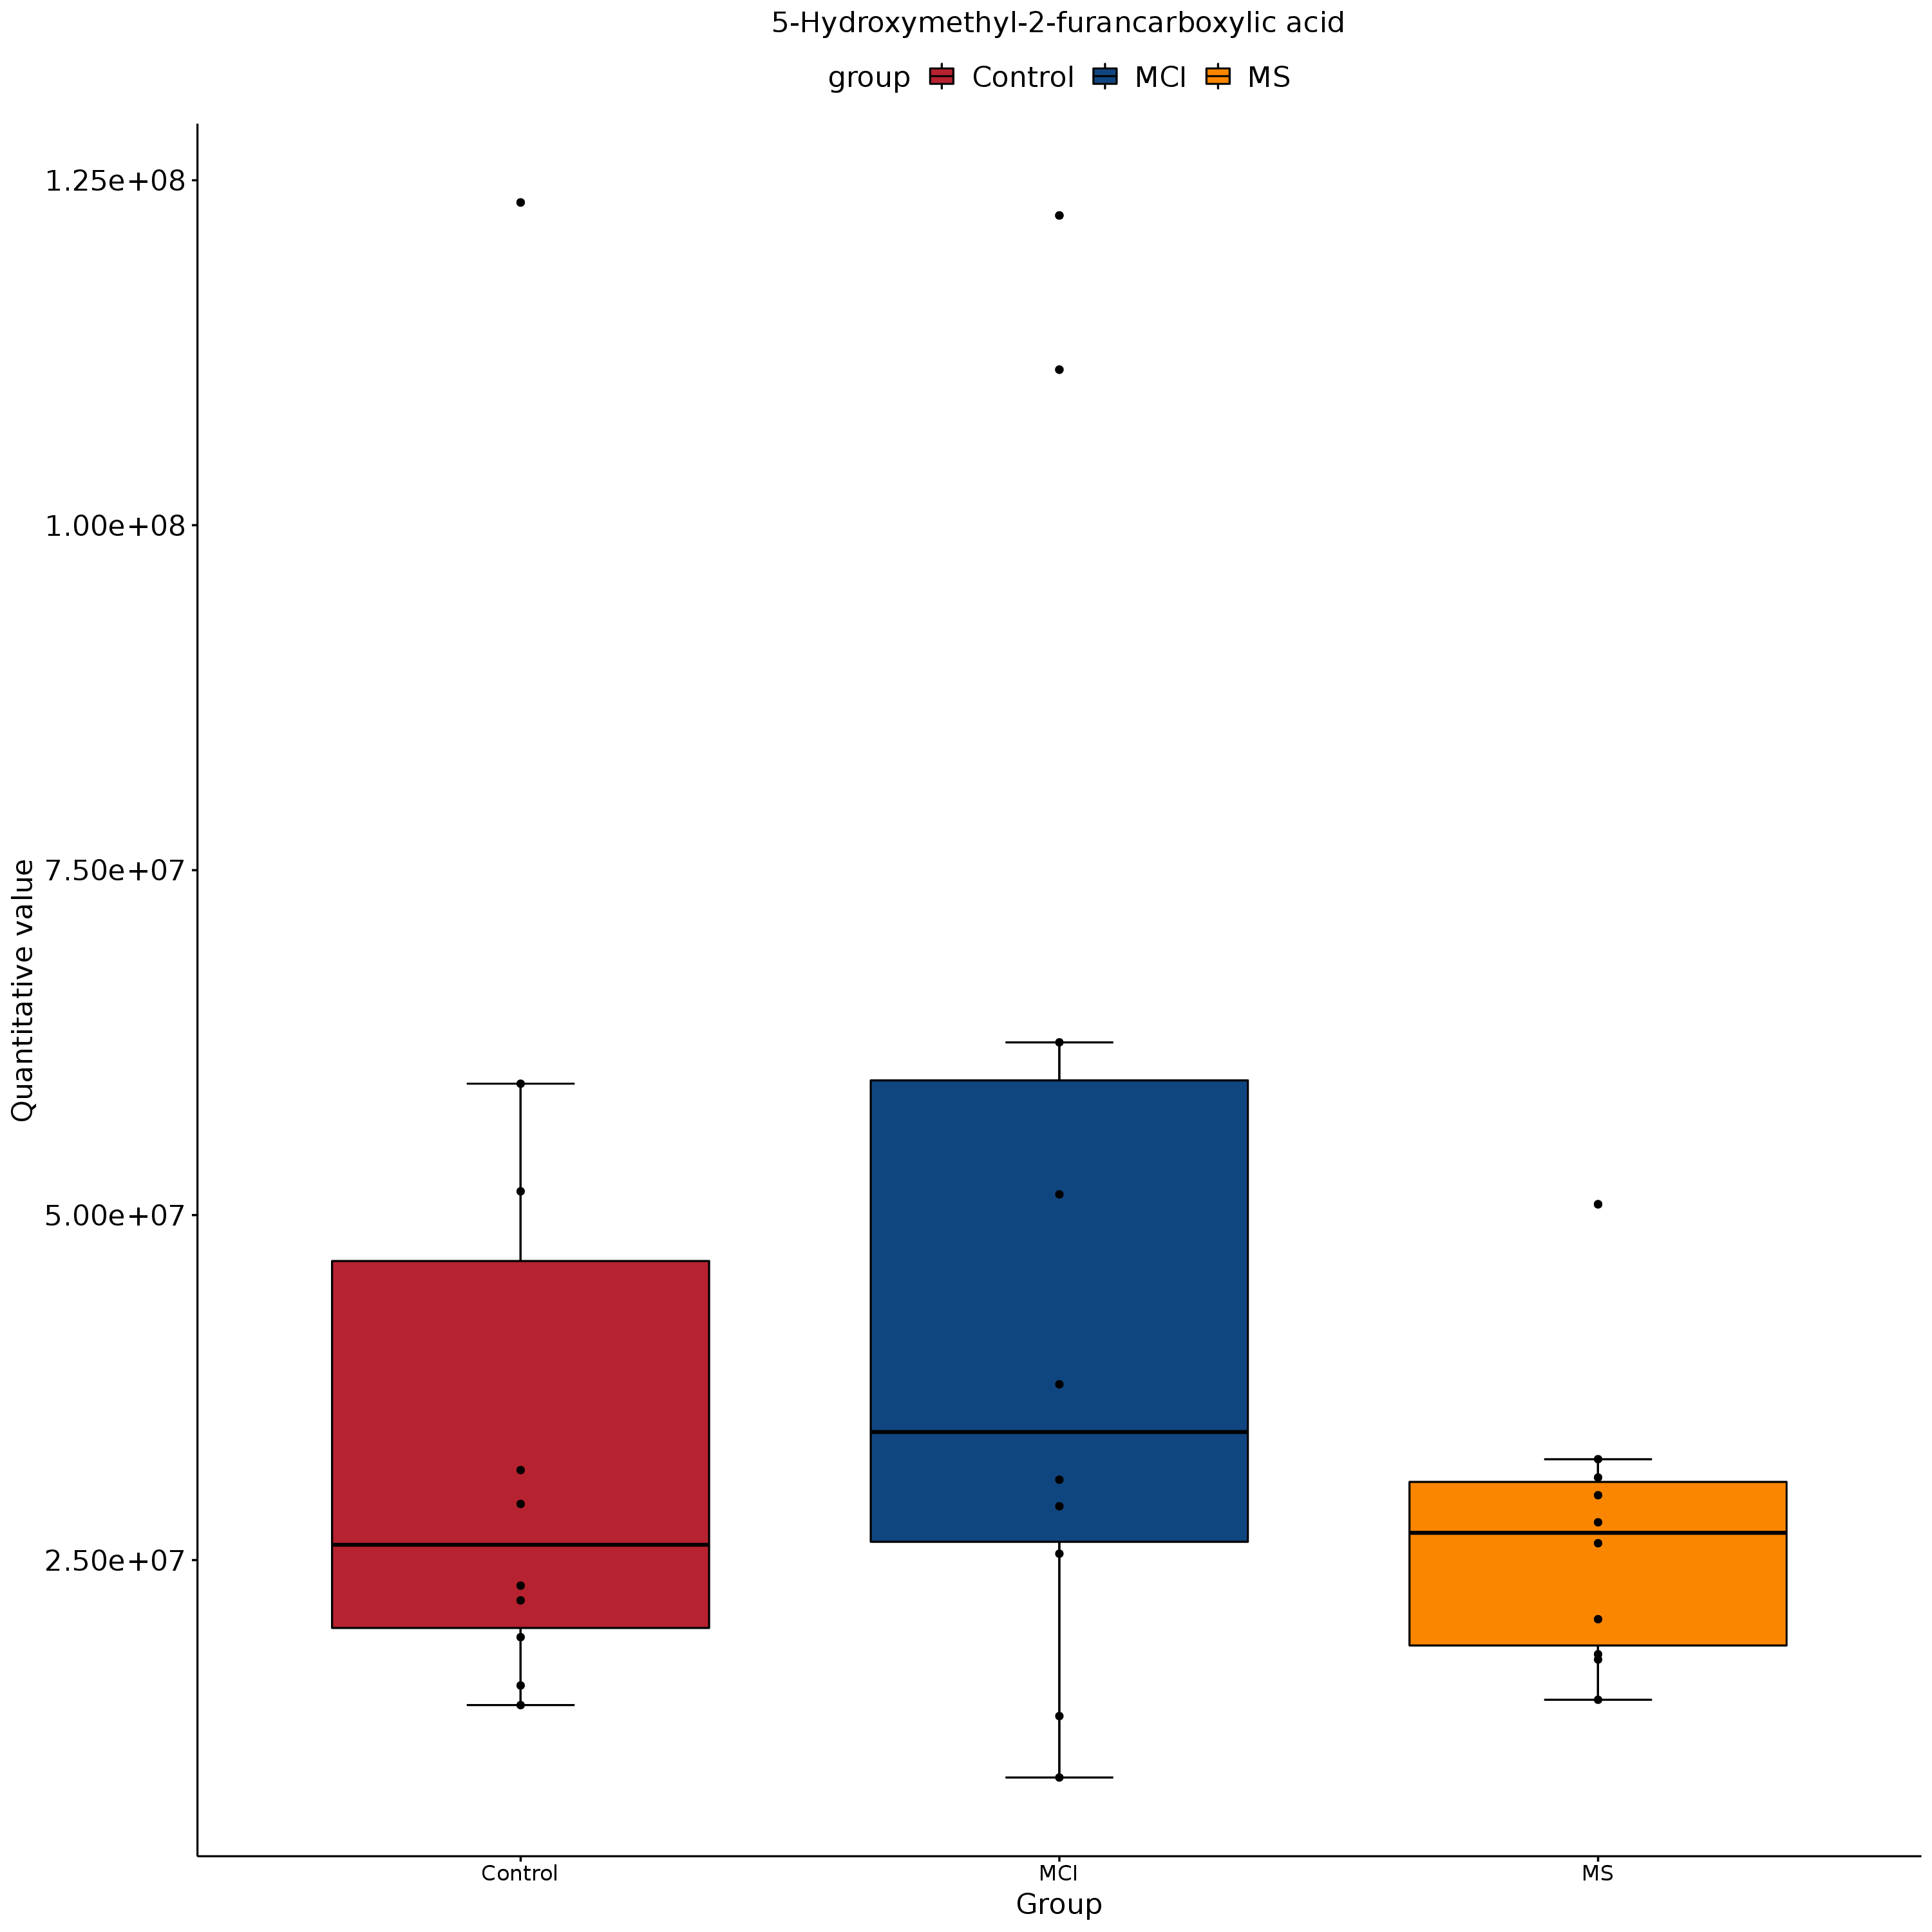 5-Hydroxymethyl-2-furancarboxylic acid
group Control MCI MS
1.25e+08
1.00e+08
7.50e+07
5.00e+07
2.50e+07
Quantitative value
Control MCI MS
Group